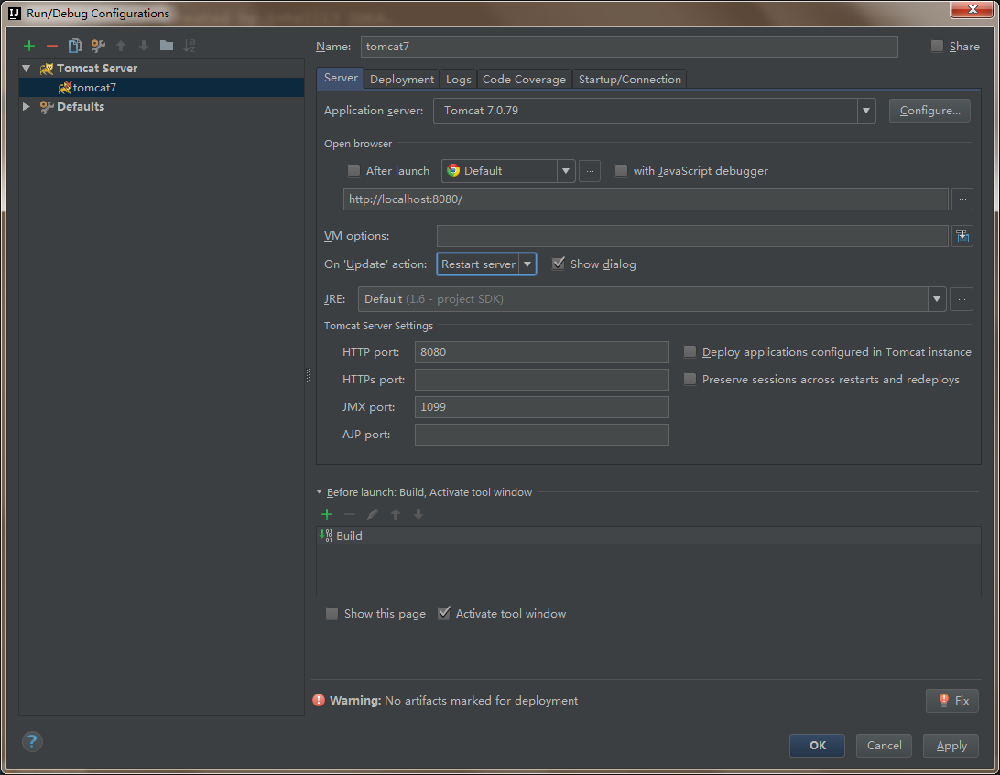 Run/Debug Configurations
Name: tomcat7 Share
Tomcat Server
tomcat7
Defaults
Server Deployment Logs Code Coverage Startup/Connection
Application server: Tomcat 7.0.79 Configure...
Open browser
After launch Default ... with JavaScript debugger
http://localhost:8080/ ...
VM options:
On 'Update' action: Restart server Show dialog
JRE: Default (1.6 - project SDK) ...
Tomcat Server Settings
HTTP port: 8080 Deploy applications configured in Tomcat instance
HTTPs port: Preserve sessions across restarts and redeploys
JMX port: 1099
AJP port:
Before launch: Build, Activate tool window
Build
Show this page Activate tool window
Warning: No artifacts marked for deployment Fix
? OK Cancel Apply